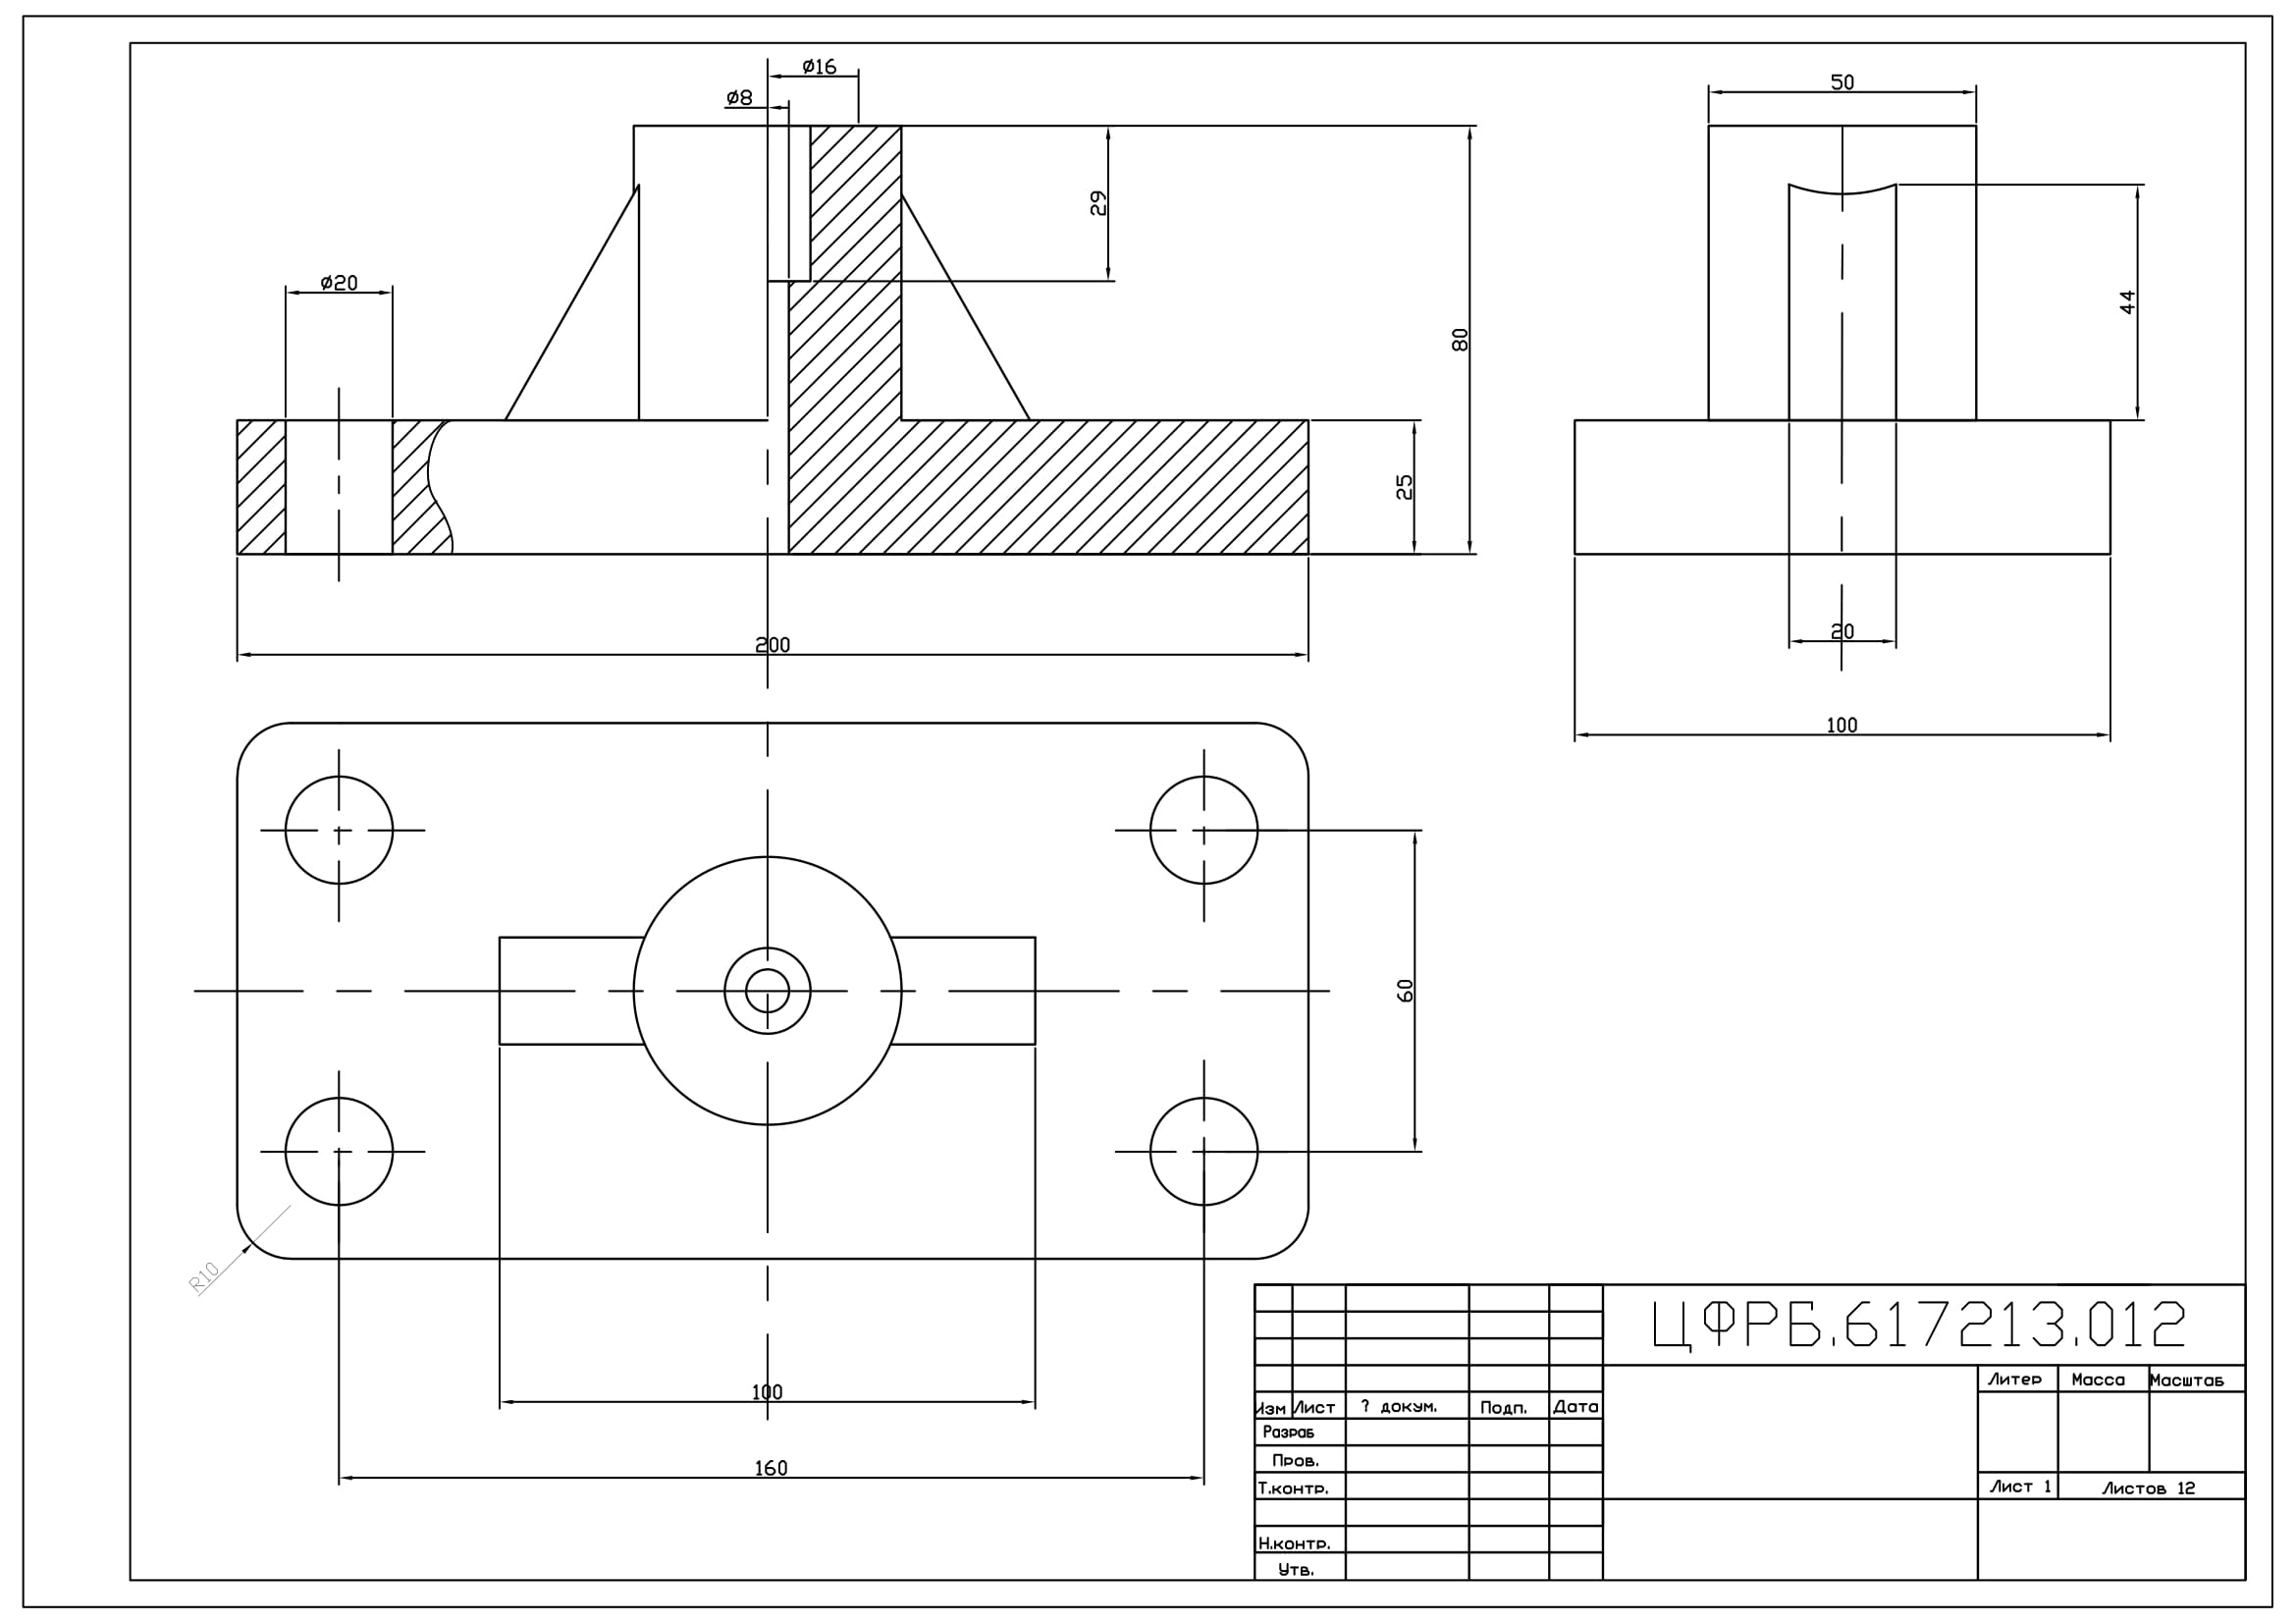 ø16
ø8
50
29
ø20
44
80
25
200
20
100
60
R10
100
160
ЦФРБ.617213.012
Литер Масса Масштаб
Изм Лист ? докум. Подп. Дата
Разраб
Пров.
Т.контр.
Лист 1 Листов 12
Н.контр.
Утв.